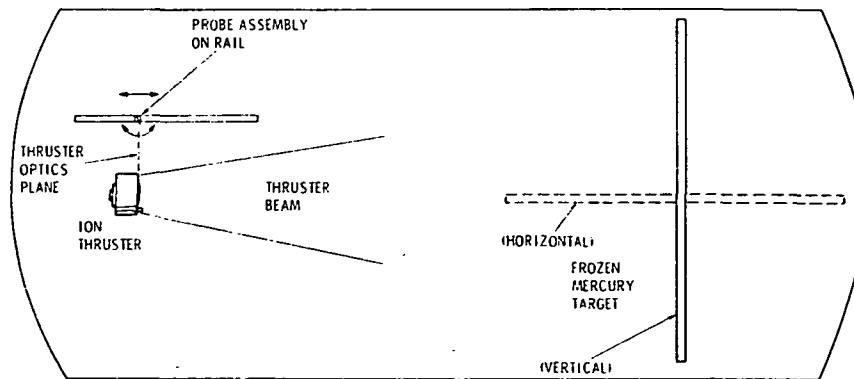 PROBE ASSEMBLY
ON RAIL
THRUSTER
OPTICS
PLANE
THRUSTER
BEAM
ION
THRUSTER
(HORIZONTAL)
FROZEN
MERCURY
TARGET
(VERTICAL)